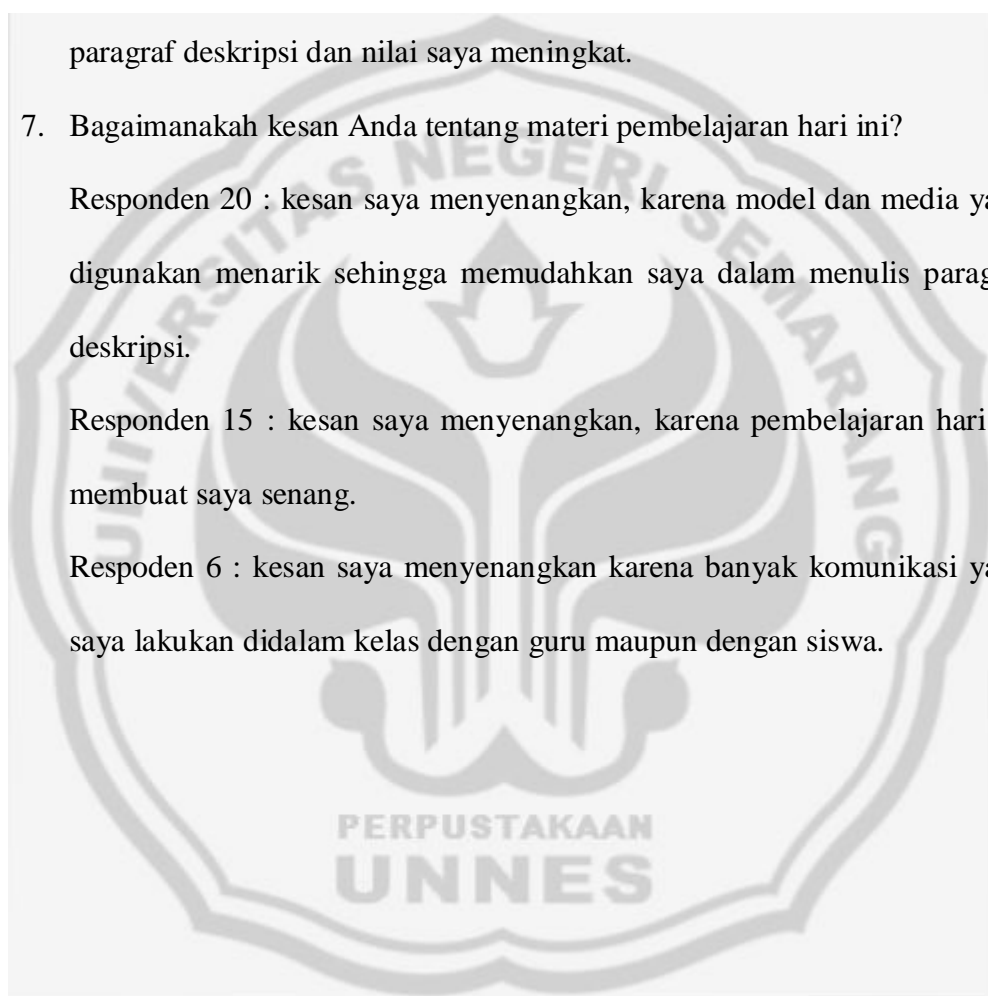 paragraf deskripsi dan nilai saya meningkat.
7. Bagaimanakah kesan Anda tentang materi pembelajaran hari ini?
Responden 20 : kesan saya menyenangkan, karena model dan media ya
digunakan menarik sehingga memudahkan saya dalam menulis parag
deskripsi.
Responden 15 : kesan saya menyenangkan, karena pembelajaran hari
membuat saya senang.
Respoden 6 : kesan saya menyenangkan karena banyak komunikasi ya
saya lakukan didalam kelas dengan guru maupun dengan siswa.
UNIVERSITAS NEGERI SEMARANG
PERPUSTAKAAN
UNNES